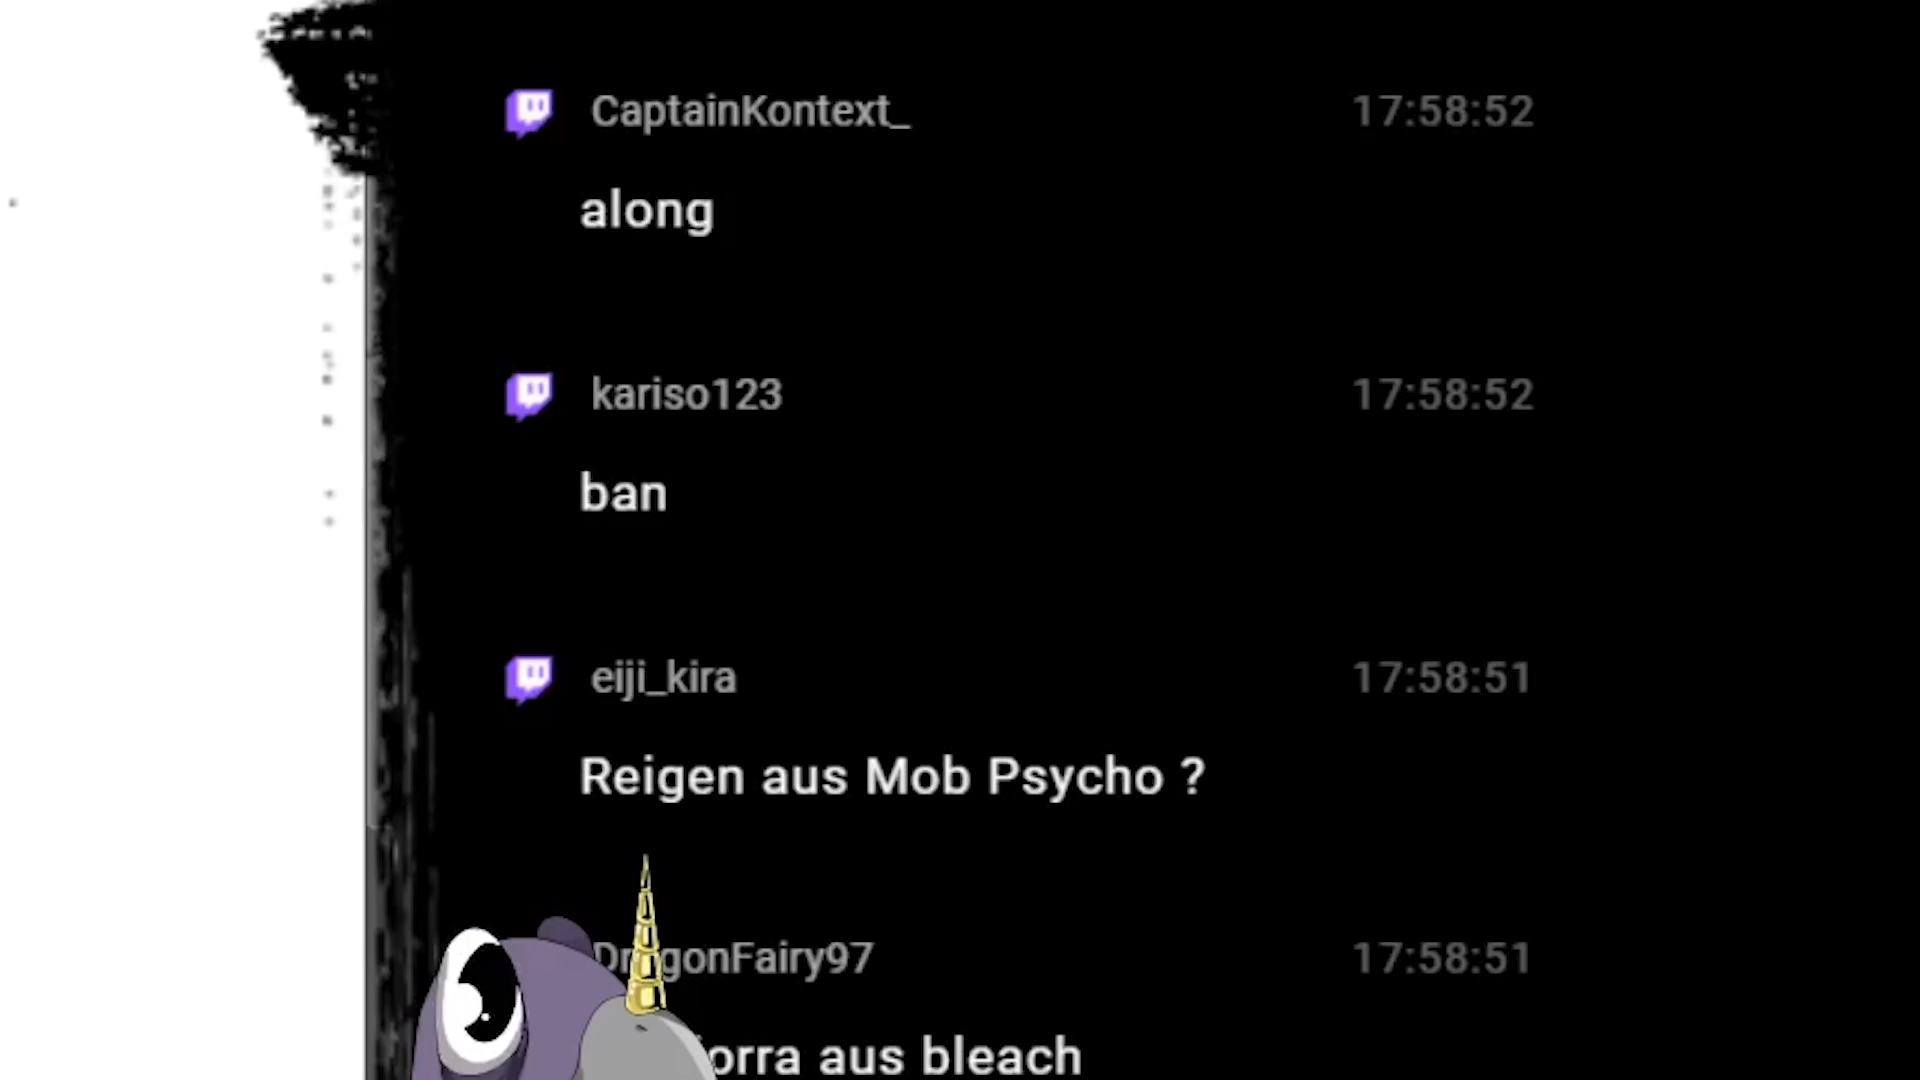 CaptainKontext_ 17:58:52
along
kariso123 17:58:52
ban
eiji_kira 17:58:51
Reigen aus Mob Psycho ?
DragonFairy97 17:58:51
aus bleach